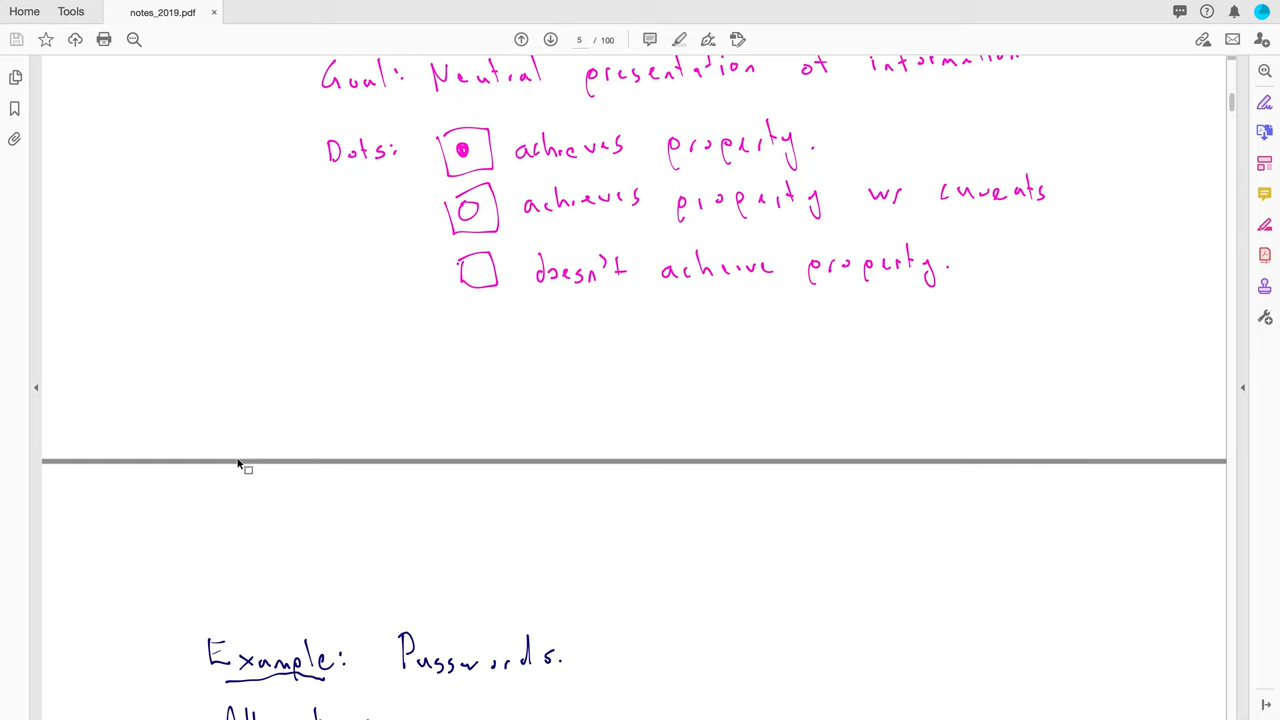 Home Tools notes_2019.pdf ×
5 / 100
Goal: Neutral presentation of information
Dots: achieves property.
achieves property w/ caveats
doesn't achieve property.
Example: Passwords.